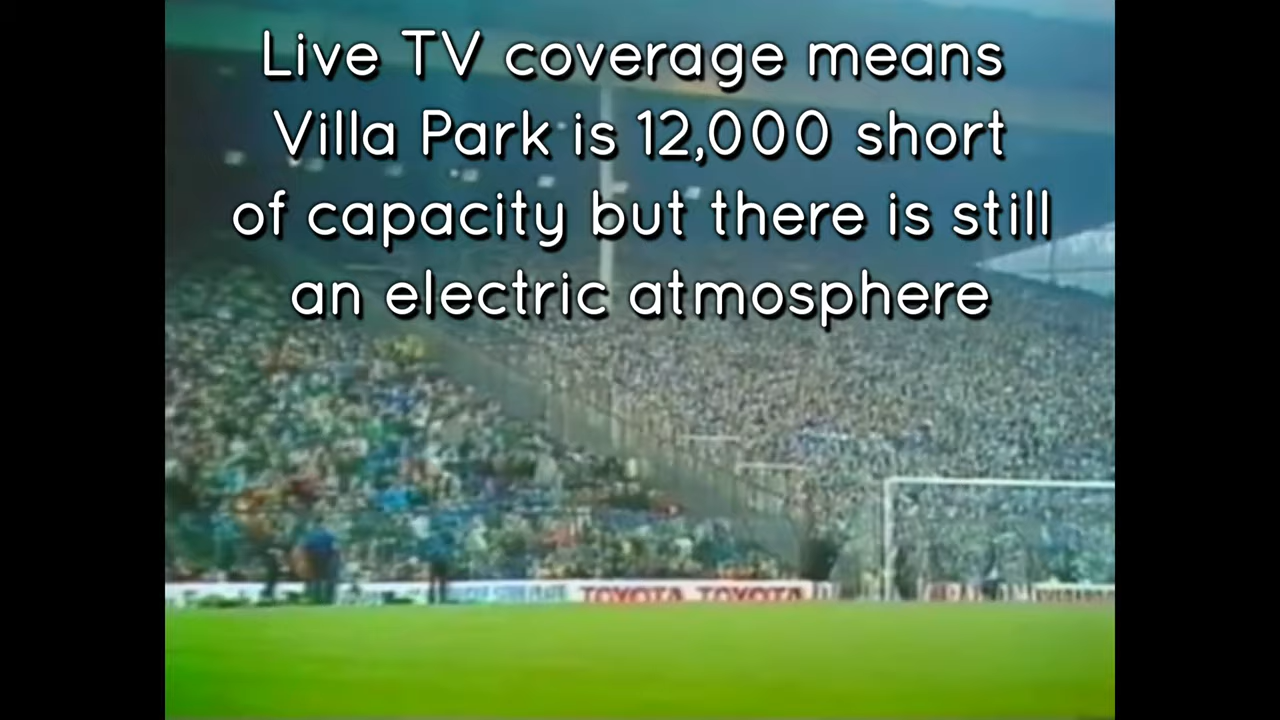 Live TV coverage means
Villa Park is 12,000 short
of capacity but there is still
an electric atmosphere
TOYOTA TOYOTA